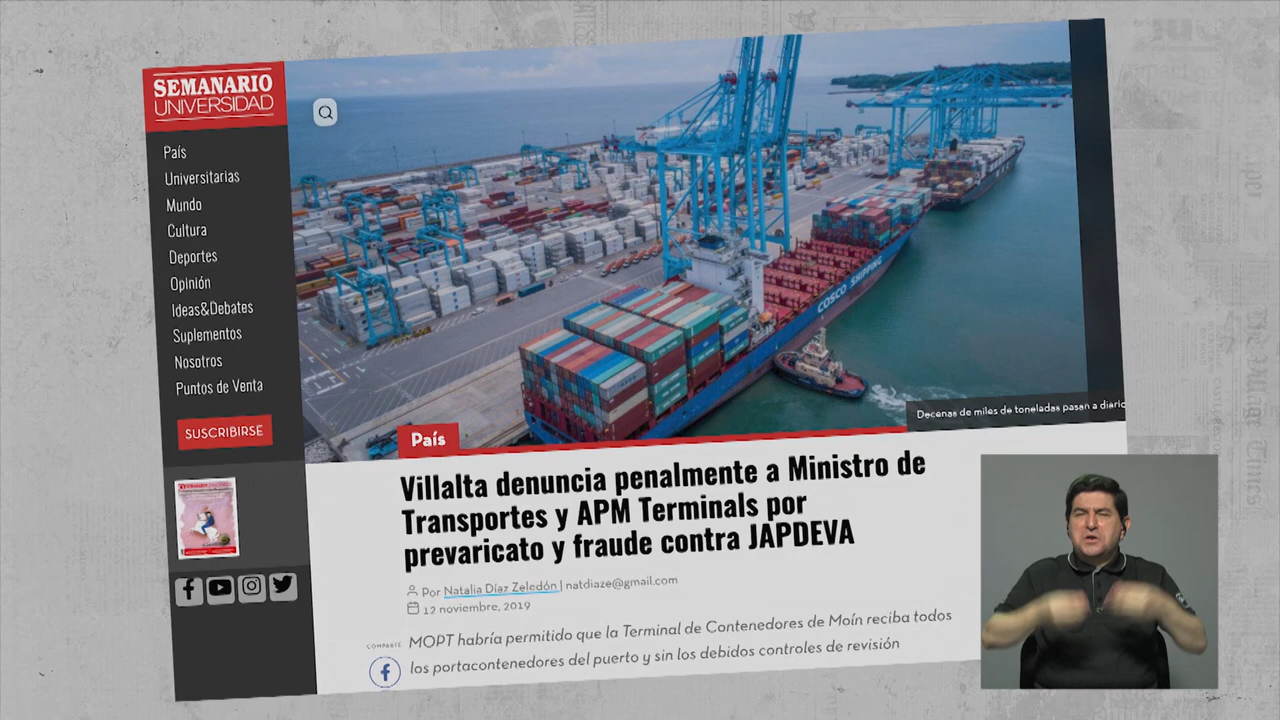 SEMANARIO
UNIVERSIDAD
País
Universitarias
Mundo
Cultura
Deportes
Opinión
Ideas&Debates
Suplementos
Nosotros
Puntos de Venta
SUSCRIBIRSE
COSCO SHIPPING
Decenas de miles de toneladas pasan a diario
País
Villalta denuncia penalmente a Ministro de
Transportes y APM Terminals por
prevaricato y fraude contra JAPDEVA
Por Natalia Díaz Zeledón | natdiaze@gmail.com
12 noviembre, 2019
COMPARTE
MOPT habría permitido que la Terminal de Contenedores de Moín reciba todos
los portacontenedores del puerto y sin los debidos controles de revisión